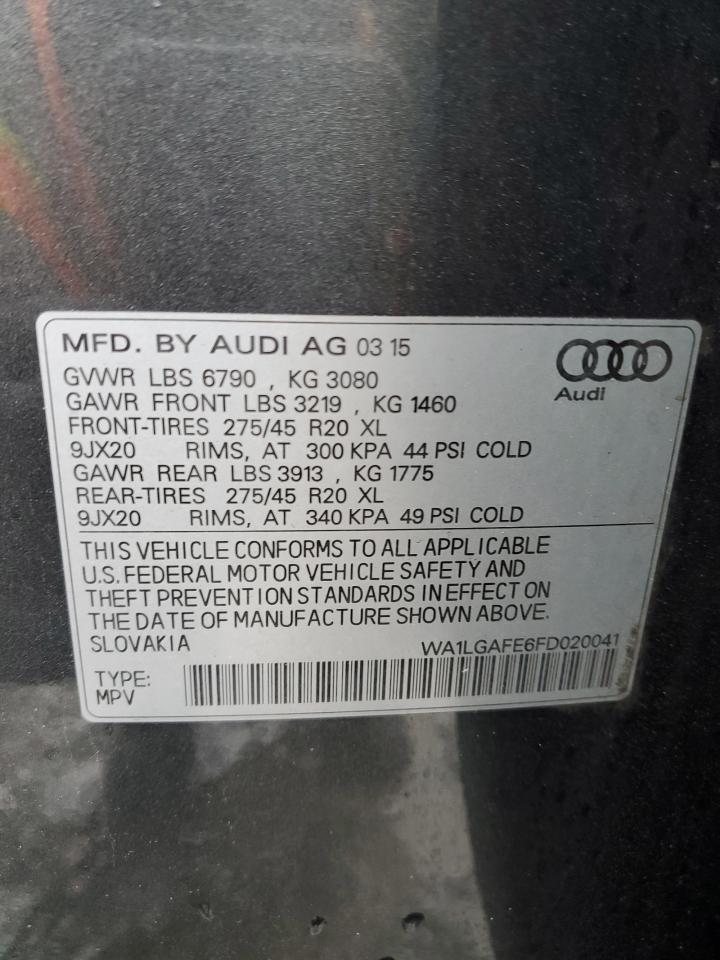 MFD. BY AUDI AG 03 15
Audi
GVWR LBS 6790 , KG 3080
GAWR FRONT LBS 3219 , KG 1460
FRONT-TIRES 275/45 R20 XL
9JX20 RIMS, AT 300 KPA 44 PSI COLD
GAWR REAR LBS 3913 , KG 1775
REAR-TIRES 275/45 R20 XL
9JX20 RIMS, AT 340 KPA 49 PSI COLD
THIS VEHICLE CONFORMS TO ALL APPLICABLE
U.S. FEDERAL MOTOR VEHICLE SAFETY AND
THEFT PREVENTION STANDARDS IN EFFECT ON
THE DATE OF MANUFACTURE SHOWN ABOVE.
SLOVAKIA WA1LGAFE6FD020041
TYPE:
MPV